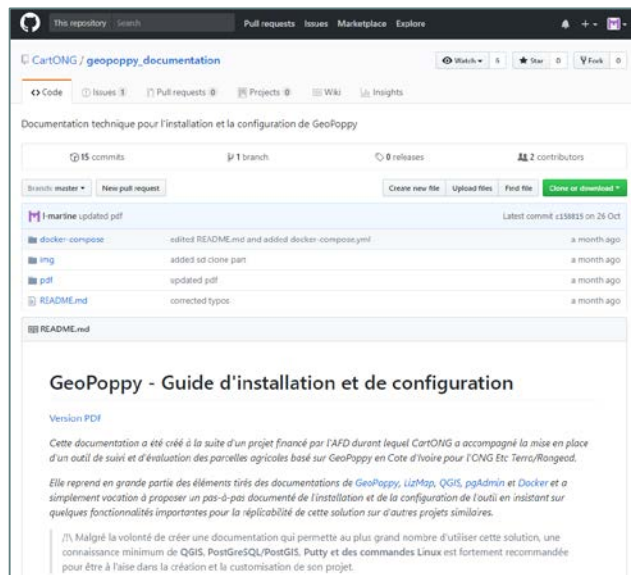 This repository Search Pull requests Issues Marketplace Explore
CartONG / geopoppy_documentation Watch 5 Star 0 Fork 0
Code Issues 1 Pull requests 0 Projects 0 Wiki Insights
Documentation technique pour l'installation et la configuration de GeoPoppy
15 commits 1 branch 0 releases 2 contributors
Branch: master New pull request Create new file Upload files Find file Clone or download
l-martine updated pdf Latest commit c158815 on 26 Oct
docker-compose edited README.md and added docker-compose.yml a month ago
img added sd clone part a month ago
pdf updated pdf a month ago
README.md corrected typos a month ago
README.md
GeoPoppy - Guide d'installation et de configuration
Version PDF
Cette documentation a été créé à la suite d'un projet financé par l'AFD durant lequel CartONG a accompagné la mise en place
d'un outil de suivi et d'évaluation des parcelles agricoles basé sur GeoPoppy en Cote d'Ivoire pour l'ONG Etc Terra/Rongead.
Elle reprend en grande partie des éléments tirés des documentations de GeoPoppy, LizMap, QGIS, pgAdmin et Docker et a
simplement vocation à proposer un pas-à-pas documenté de l'installation et de la configuration de l'outil en insistant sur
quelques fonctionnalités importantes pour la réplicabilité de cette solution sur d'autres projets similaires.
/!\ Malgré la volonté de créer une documentation qui permette au plus grand nombre d'utiliser cette solution, une
connaissance minimum de QGIS, PostGreSQL/PostGIS, Putty et des commandes Linux est fortement recommandée
pour être à l'aise dans la création et la customisation de son projet.